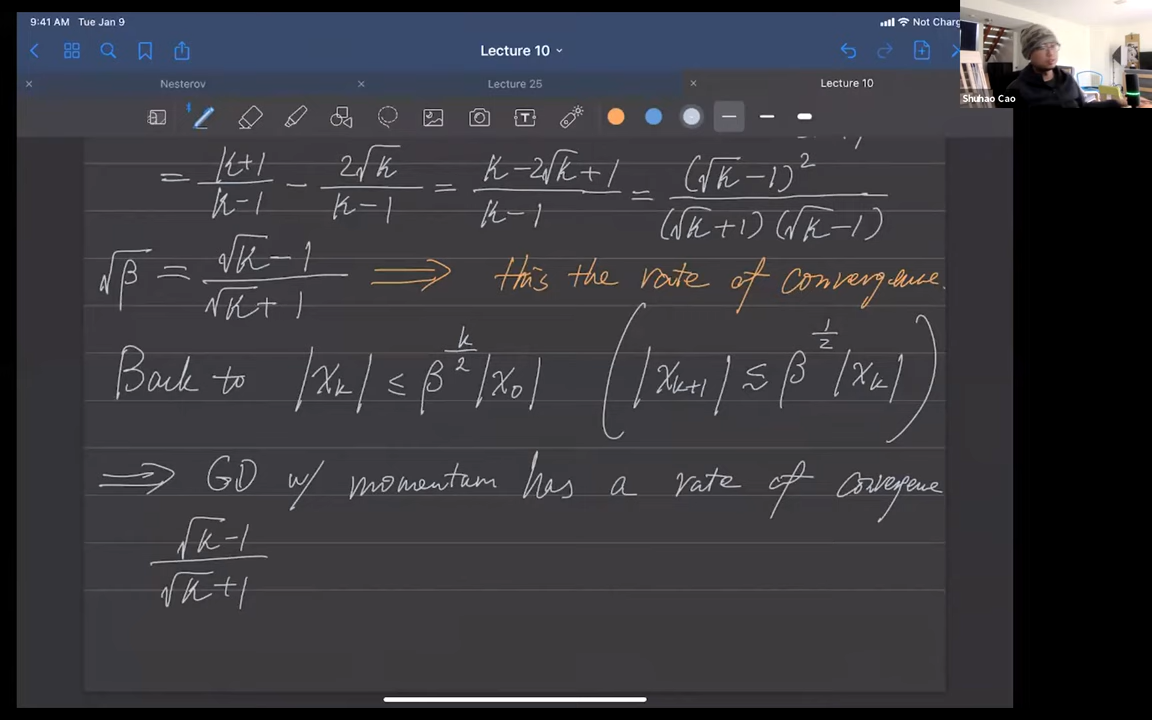 9:41 AM Tue Jan 9
Not Charg
Lecture 10
Nesterov
Lecture 25
Lecture 10
Shuhao Cao
= (κ+1)/(κ-1) - 2√κ/(κ-1) = (κ-2√κ+1)/(κ-1) = (√κ-1)²/((√κ+1)(√κ-1))
√β = (√κ-1)/(√κ+1) ⟹ this the rate of convergence.
Back to |x_k| ≤ β^(k/2) |x_0| ( |x_{k+1}| ≲ β^(1/2) |x_k| )
⟹ GD w/ momentum has a rate of convergene
(√κ-1)/(√κ+1)